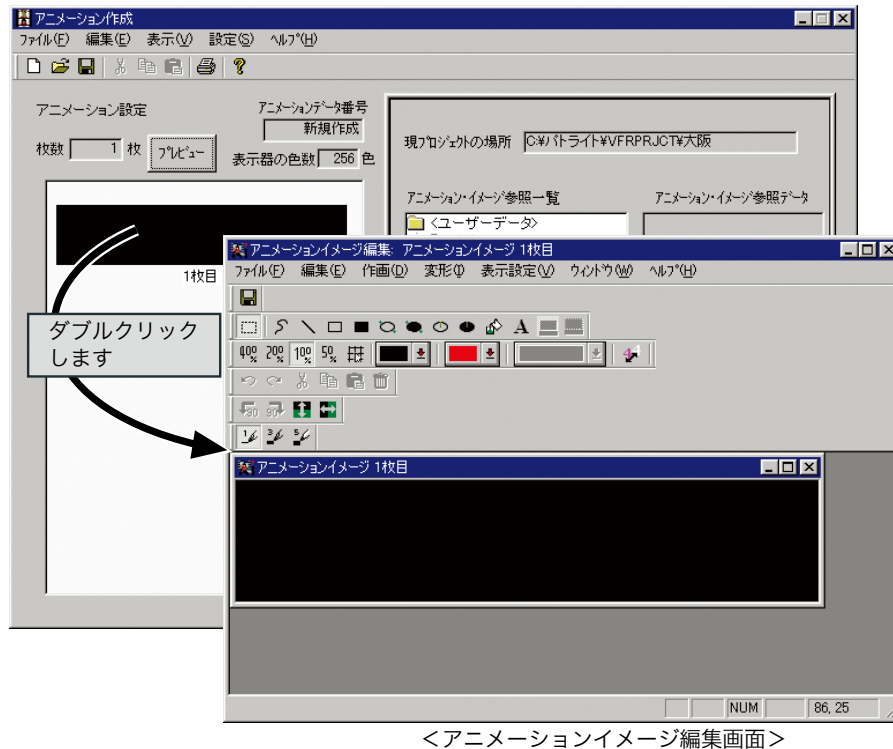 アニメーション作成
ファイル(F) 編集(E) 表示(V) 設定(S) ヘルプ(H)
アニメーション設定
アニメーションデータ番号
新規作成
枚数 1 枚 プレビュー
表示器の色数 256 色
現プロジェクトの場所 C:¥パトライト¥VFRPRJCT¥大阪
アニメーション・イメージ参照一覧
アニメーション・イメージ参照データ
<ユーザーデータ>
1枚目
ダブルクリック
します
アニメーションイメージ編集: アニメーションイメージ 1枚目
ファイル(F) 編集(E) 作画(D) 変形(I) 表示設定(V) ウィンドウ(W) ヘルプ(H)
A
400% 200% 100% 50%
90 90
1 3 5
アニメーションイメージ 1枚目
NUM 86, 25
<アニメーションイメージ編集画面>